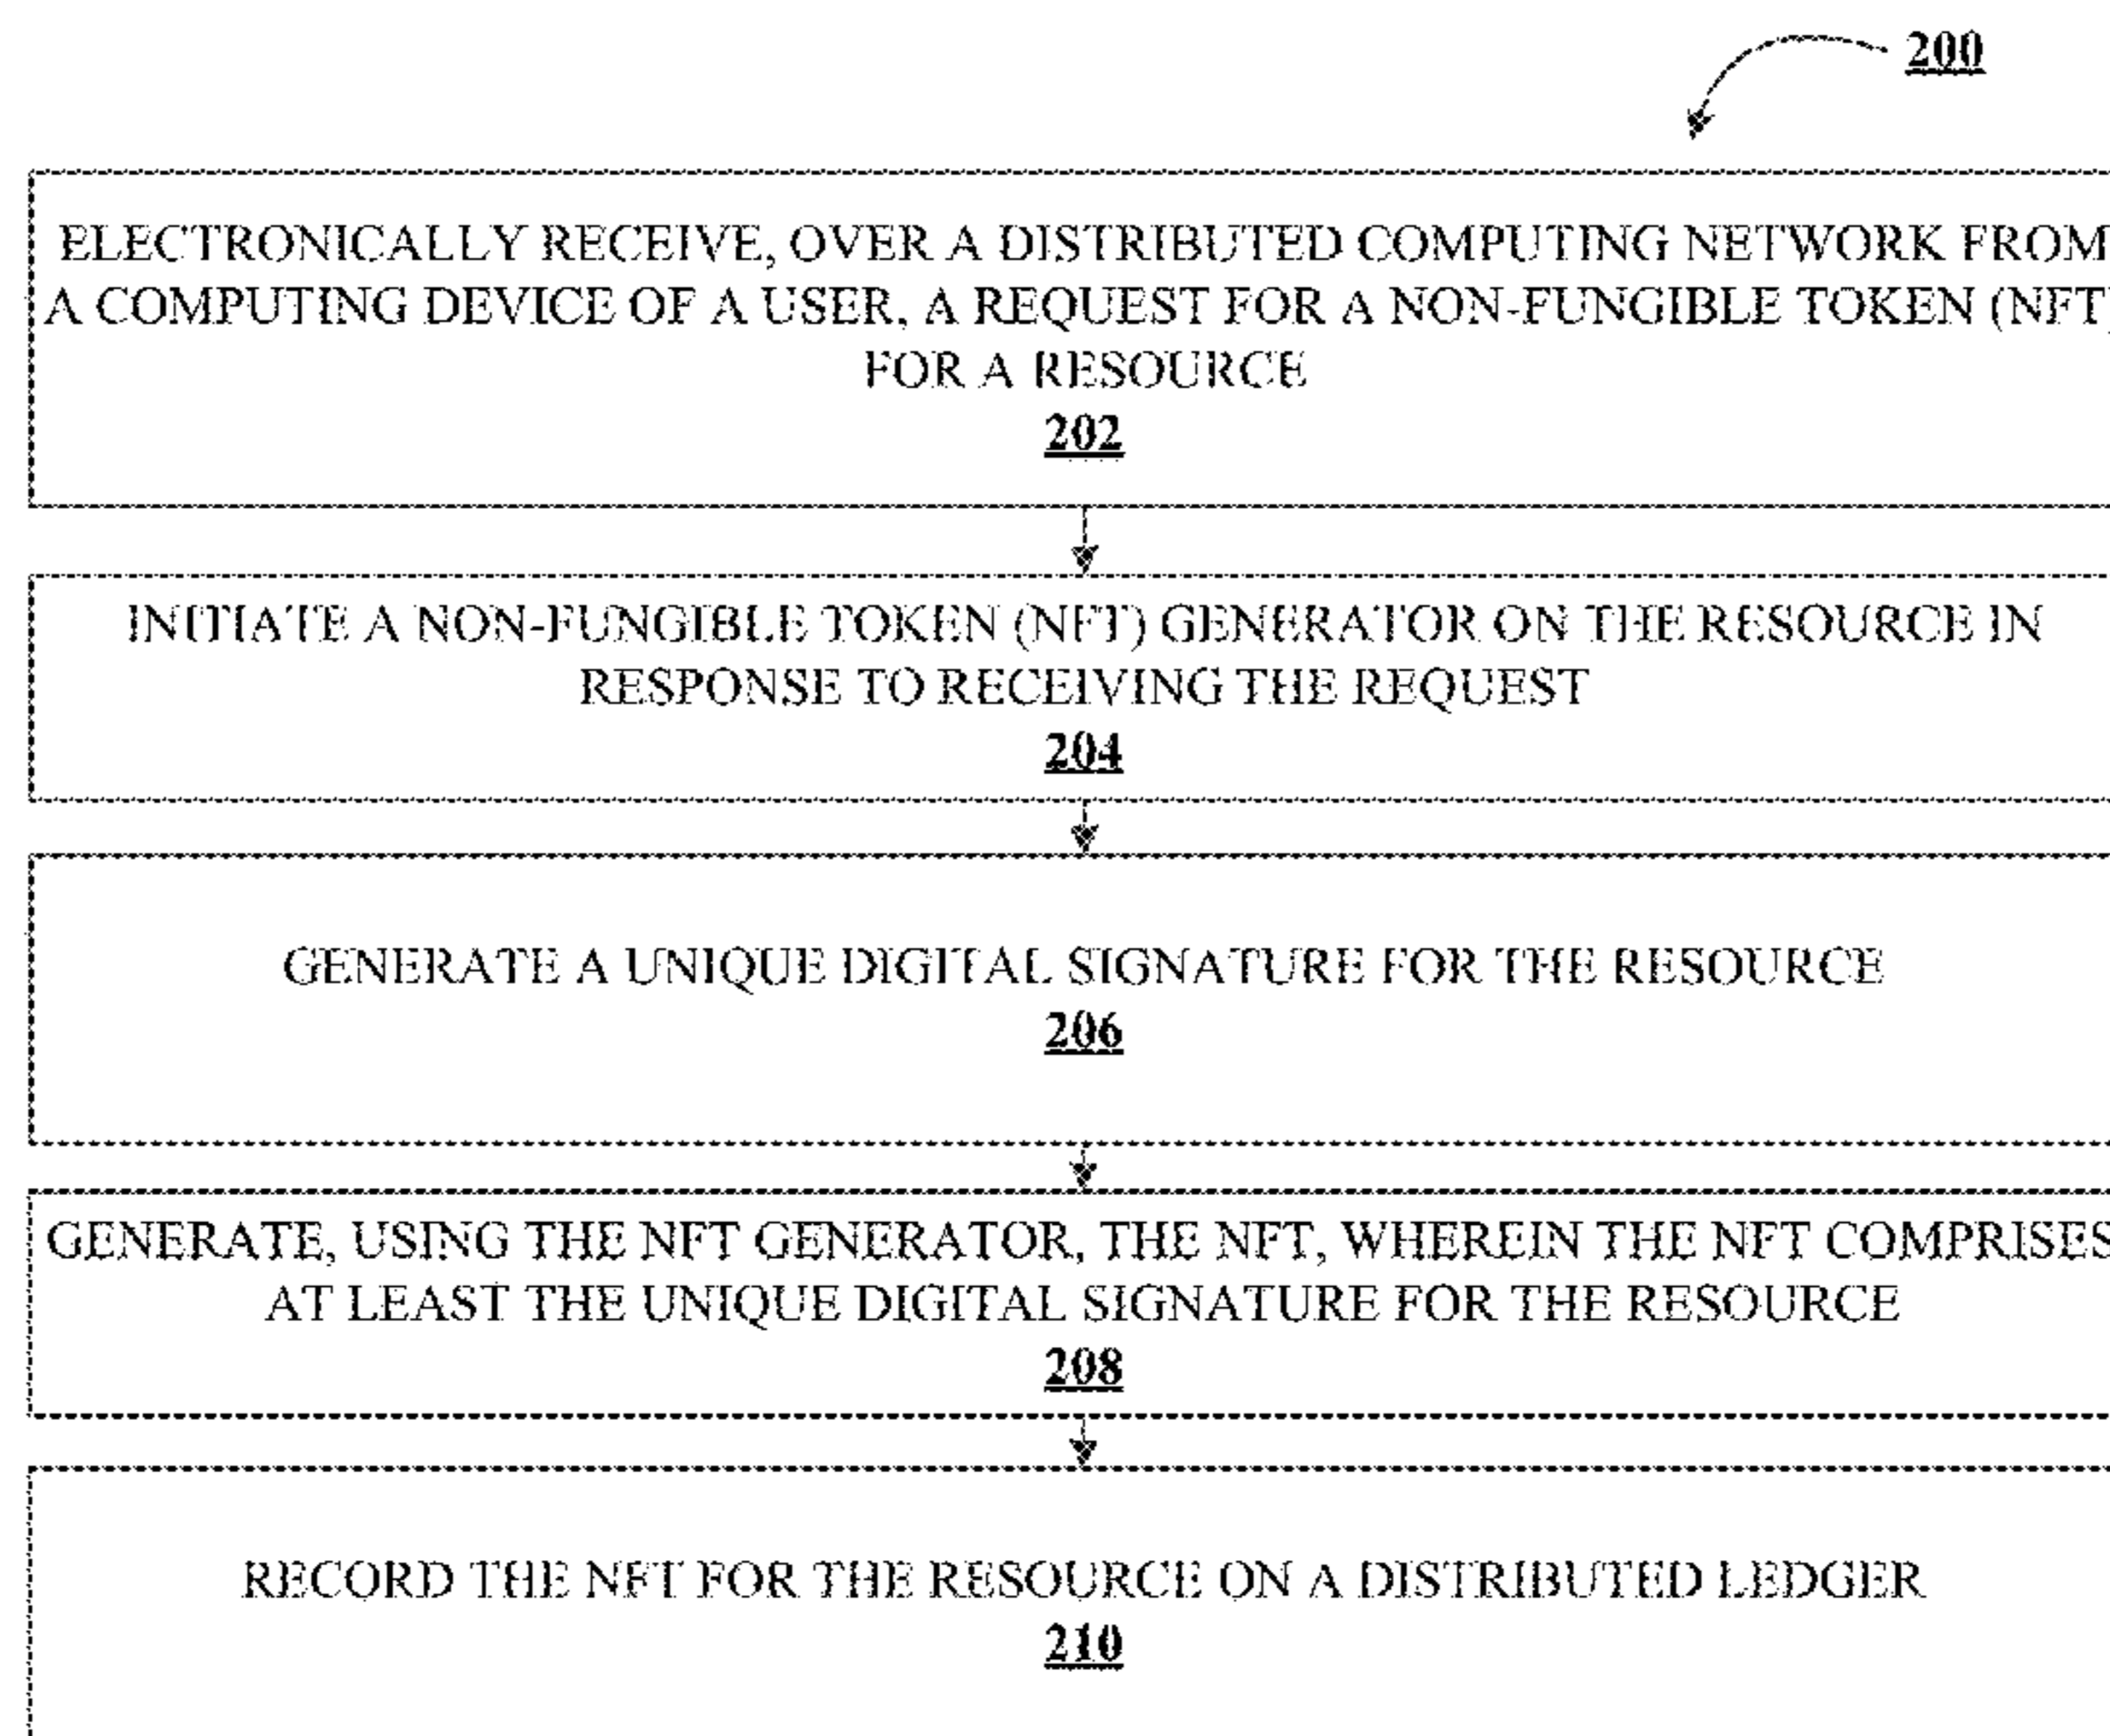 200
ELECTRONICALLY RECEIVE, OVER A DISTRIBUTED COMPUTING NETWORK FROM
A COMPUTING DEVICE OF A USER, A REQUEST FOR A NON-FUNGIBLE TOKEN (NFT)
FOR A RESOURCE
202
INITIATE A NON-FUNGIBLE TOKEN (NFT) GENERATOR ON THE RESOURCE IN
RESPONSE TO RECEIVING THE REQUEST
204
GENERATE A UNIQUE DIGITAL SIGNATURE FOR THE RESOURCE
206
GENERATE, USING THE NFT GENERATOR, THE NFT, WHEREIN THE NFT COMPRISES
AT LEAST THE UNIQUE DIGITAL SIGNATURE FOR THE RESOURCE
208
RECORD THE NFT FOR THE RESOURCE ON A DISTRIBUTED LEDGER
210